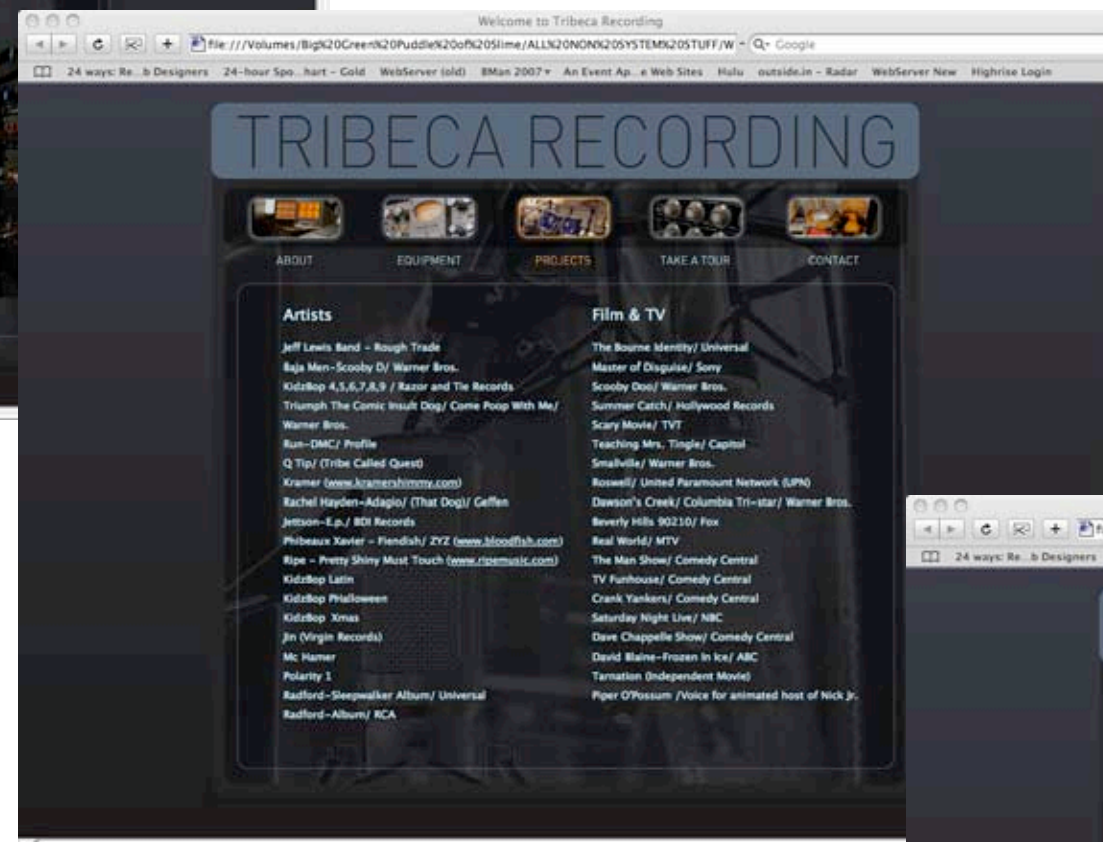 Welcome to Tribeca Recording
file:///Volumes/Big%20Green%20Puddle%20of%20Slime/ALL%20NON%20SYSTEM%20STUFF/W
Google
24 ways: Re...b Designers 24-hour Spo...hart - Gold WebServer (old) BMan 2007 An Event Ap...e Web Sites Hulu outside.in - Radar WebServer New Highrise Login
TRIBECA RECORDING
ABOUT EQUIPMENT PROJECTS TAKE A TOUR CONTACT
Artists
Jeff Lewis Band - Rough Trade
Baja Men-Scooby D/ Warner Bros.
KidzBop 4,5,6,7,8,9 / Razor and Tie Records
Triumph The Comic Insult Dog/ Come Poop With Me/
Warner Bros.
Run-DMC/ Profile
Q Tip/ (Tribe Called Quest)
Kramer (www.kramershimmy.com)
Rachel Hayden-Adagio/ (That Dog)/ Geffen
Jettson-E.p./ BDI Records
Phibeaux Xavier - Fiendish/ ZYZ (www.bloodfish.com)
Ripe - Pretty Shiny Must Touch (www.ripemusic.com)
KidzBop Latin
KidzBop PHalloween
KidzBop Xmas
Jin (Virgin Records)
Mc Hamer
Polarity 1
Radford-Sleepwalker Album/ Universal
Radford-Album/ RCA
Film & TV
The Bourne Identity/ Universal
Master of Disguise/ Sony
Scooby Doo/ Warner Bros.
Summer Catch/ Hollywood Records
Scary Movie/ TVT
Teaching Mrs. Tingle/ Capitol
Smallville/ Warner Bros.
Roswell/ United Paramount Network (UPN)
Dawson's Creek/ Columbia Tri-star/ Warner Bros.
Beverly Hills 90210/ Fox
Real World/ MTV
The Man Show/ Comedy Central
TV Funhouse/ Comedy Central
Crank Yankers/ Comedy Central
Saturday Night Live/ NBC
Dave Chappelle Show/ Comedy Central
David Blaine-Frozen In Ice/ ABC
Tarnation (Independent Movie)
Piper O'Possum /Voice for animated host of Nick Jr.
24 ways: Re...b Designers